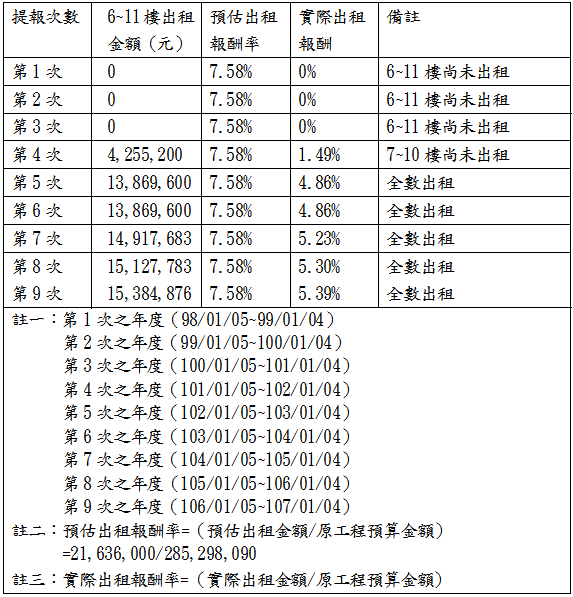 提報次數 6~11樓出租 預估出租 實際出租 備註
金額（元） 報酬率 報酬
第1次 0 7.58% 0% 6~11樓尚未出租
第2次 0 7.58% 0% 6~11樓尚未出租
第3次 0 7.58% 0% 6~11樓尚未出租
第4次 4,255,200 7.58% 1.49% 7~10樓尚未出租
第5次 13,869,600 7.58% 4.86% 全數出租
第6次 13,869,600 7.58% 4.86% 全數出租
第7次 14,917,683 7.58% 5.23% 全數出租
第8次 15,127,783 7.58% 5.30% 全數出租
第9次 15,384,876 7.58% 5.39% 全數出租
註一：第1次之年度（98/01/05~99/01/04）
第2次之年度（99/01/05~100/01/04）
第3次之年度（100/01/05~101/01/04）
第4次之年度（101/01/05~102/01/04）
第5次之年度（102/01/05~103/01/04）
第6次之年度（103/01/05~104/01/04）
第7次之年度（104/01/05~105/01/04）
第8次之年度（105/01/05~106/01/04）
第9次之年度（106/01/05~107/01/04）
註二：預估出租報酬率=（預估出租金額/原工程預算金額）
=21,636,000/285,298,090
註三：實際出租報酬率=（實際出租金額/原工程預算金額）